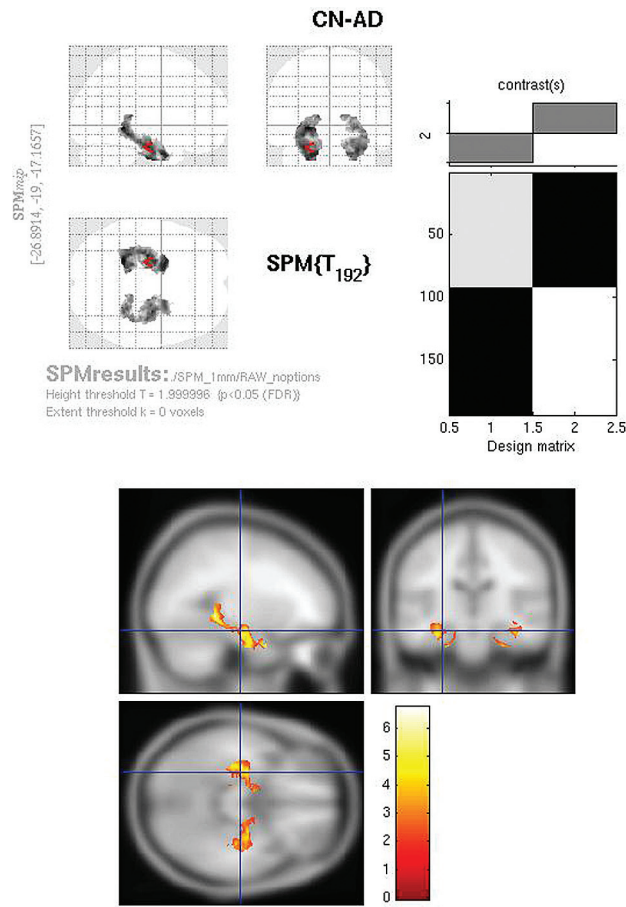 CN-AD
SPMmip
[-26.8914, -19, -17.1657]
SPM{T192}
contrast(s)
2
50
100
150
0.5 1 1.5 2 2.5
Design matrix
SPMresults: ./SPM_1mm/RAW_noptions
Height threshold T = 1.999996 {p<0.05 (FDR)}
Extent threshold k = 0 voxels
6
5
4
3
2
1
0